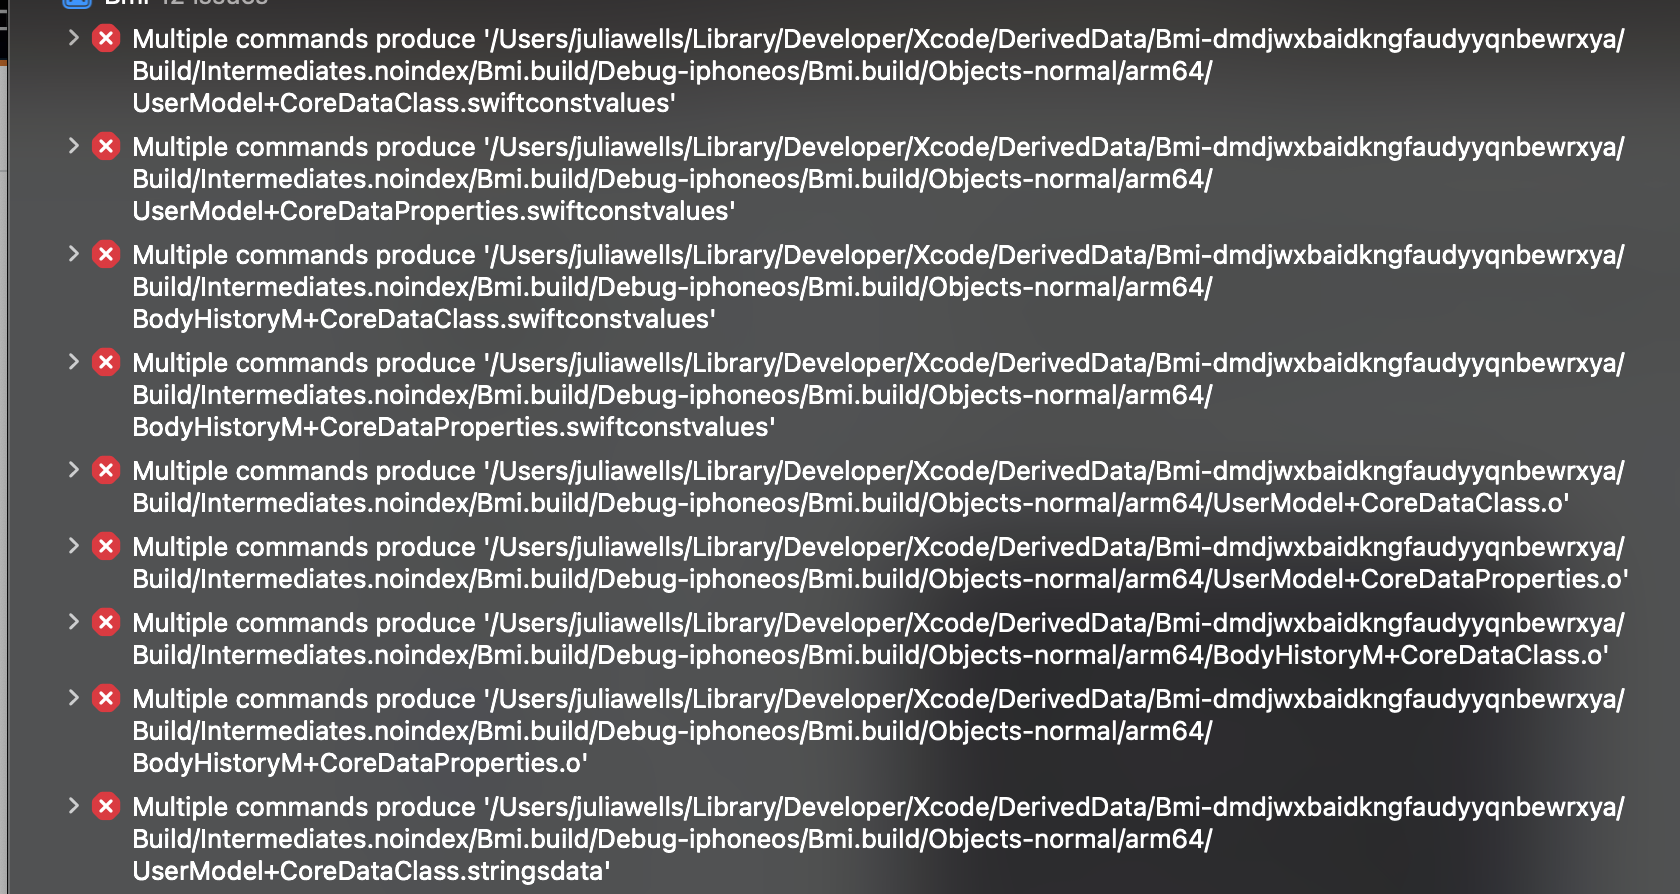 Bmi 12 issues
Multiple commands produce '/Users/juliawells/Library/Developer/Xcode/DerivedData/Bmi-dmdjwxbaidkngfaudyyqnbewrxya/
Build/Intermediates.noindex/Bmi.build/Debug-iphoneos/Bmi.build/Objects-normal/arm64/
UserModel+CoreDataClass.swiftconstvalues'
Multiple commands produce '/Users/juliawells/Library/Developer/Xcode/DerivedData/Bmi-dmdjwxbaidkngfaudyyqnbewrxya/
Build/Intermediates.noindex/Bmi.build/Debug-iphoneos/Bmi.build/Objects-normal/arm64/
UserModel+CoreDataProperties.swiftconstvalues'
Multiple commands produce '/Users/juliawells/Library/Developer/Xcode/DerivedData/Bmi-dmdjwxbaidkngfaudyyqnbewrxya/
Build/Intermediates.noindex/Bmi.build/Debug-iphoneos/Bmi.build/Objects-normal/arm64/
BodyHistoryM+CoreDataClass.swiftconstvalues'
Multiple commands produce '/Users/juliawells/Library/Developer/Xcode/DerivedData/Bmi-dmdjwxbaidkngfaudyyqnbewrxya/
Build/Intermediates.noindex/Bmi.build/Debug-iphoneos/Bmi.build/Objects-normal/arm64/
BodyHistoryM+CoreDataProperties.swiftconstvalues'
Multiple commands produce '/Users/juliawells/Library/Developer/Xcode/DerivedData/Bmi-dmdjwxbaidkngfaudyyqnbewrxya/
Build/Intermediates.noindex/Bmi.build/Debug-iphoneos/Bmi.build/Objects-normal/arm64/UserModel+CoreDataClass.o'
Multiple commands produce '/Users/juliawells/Library/Developer/Xcode/DerivedData/Bmi-dmdjwxbaidkngfaudyyqnbewrxya/
Build/Intermediates.noindex/Bmi.build/Debug-iphoneos/Bmi.build/Objects-normal/arm64/UserModel+CoreDataProperties.o'
Multiple commands produce '/Users/juliawells/Library/Developer/Xcode/DerivedData/Bmi-dmdjwxbaidkngfaudyyqnbewrxya/
Build/Intermediates.noindex/Bmi.build/Debug-iphoneos/Bmi.build/Objects-normal/arm64/BodyHistoryM+CoreDataClass.o'
Multiple commands produce '/Users/juliawells/Library/Developer/Xcode/DerivedData/Bmi-dmdjwxbaidkngfaudyyqnbewrxya/
Build/Intermediates.noindex/Bmi.build/Debug-iphoneos/Bmi.build/Objects-normal/arm64/
BodyHistoryM+CoreDataProperties.o'
Multiple commands produce '/Users/juliawells/Library/Developer/Xcode/DerivedData/Bmi-dmdjwxbaidkngfaudyyqnbewrxya/
Build/Intermediates.noindex/Bmi.build/Debug-iphoneos/Bmi.build/Objects-normal/arm64/
UserModel+CoreDataClass.stringsdata'